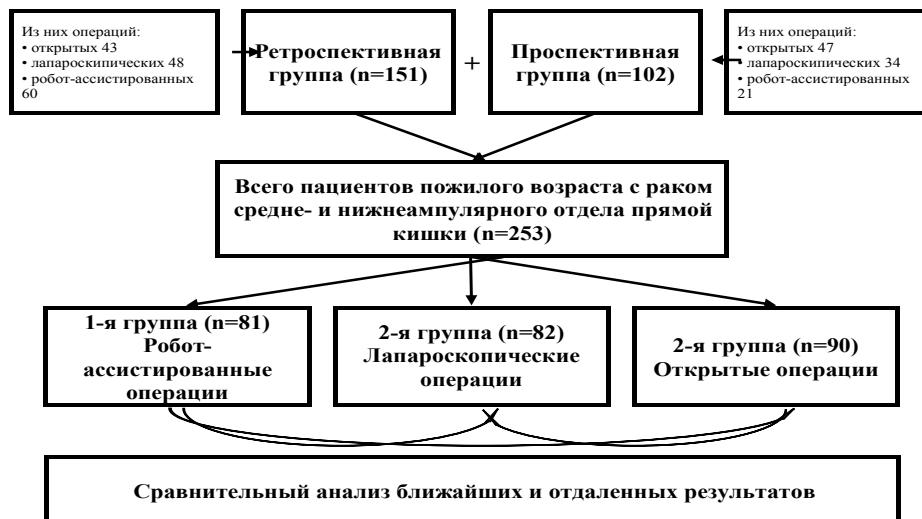 Из них операций:
• открытых 43
• лапароскипических 48
• робот-ассистированных
60
Ретроспективная
группа (n=151)
+
Проспективная
группа (n=102)
Из них операций:
• открытых 47
• лапароскипических 34
• робот-ассистированных
21
Всего пациентов пожилого возраста с раком
средне- и нижнеампулярного отдела прямой
кишки (n=253)
1-я группа (n=81)
Робот-
ассистированные
операции
2-я группа (n=82)
Лапароскопические
операции
2-я группа (n=90)
Открытые операции
Сравнительный анализ ближайших и отдаленных результатов